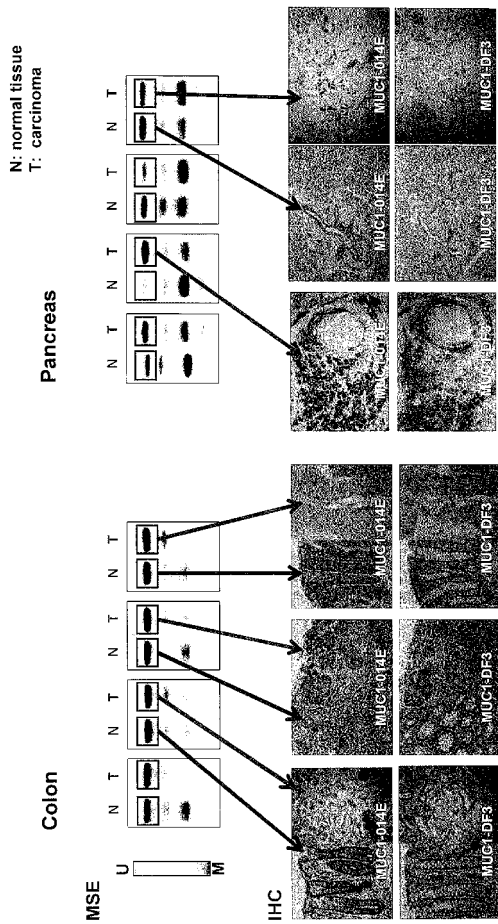 N: normal tissue
T: carcinoma
Colon
Pancreas
MSE
N T N T N T N T
N T N T N T N T
U
M
IHC
MUC1-014E MUC1-014E MUC1-014E
MUC1-014E MUC1-014E MUC1-014E
MUC1-DF3 MUC1-DF3 MUC1-DF3
MUC1-DF3 MUC1-DF3 MUC1-DF3